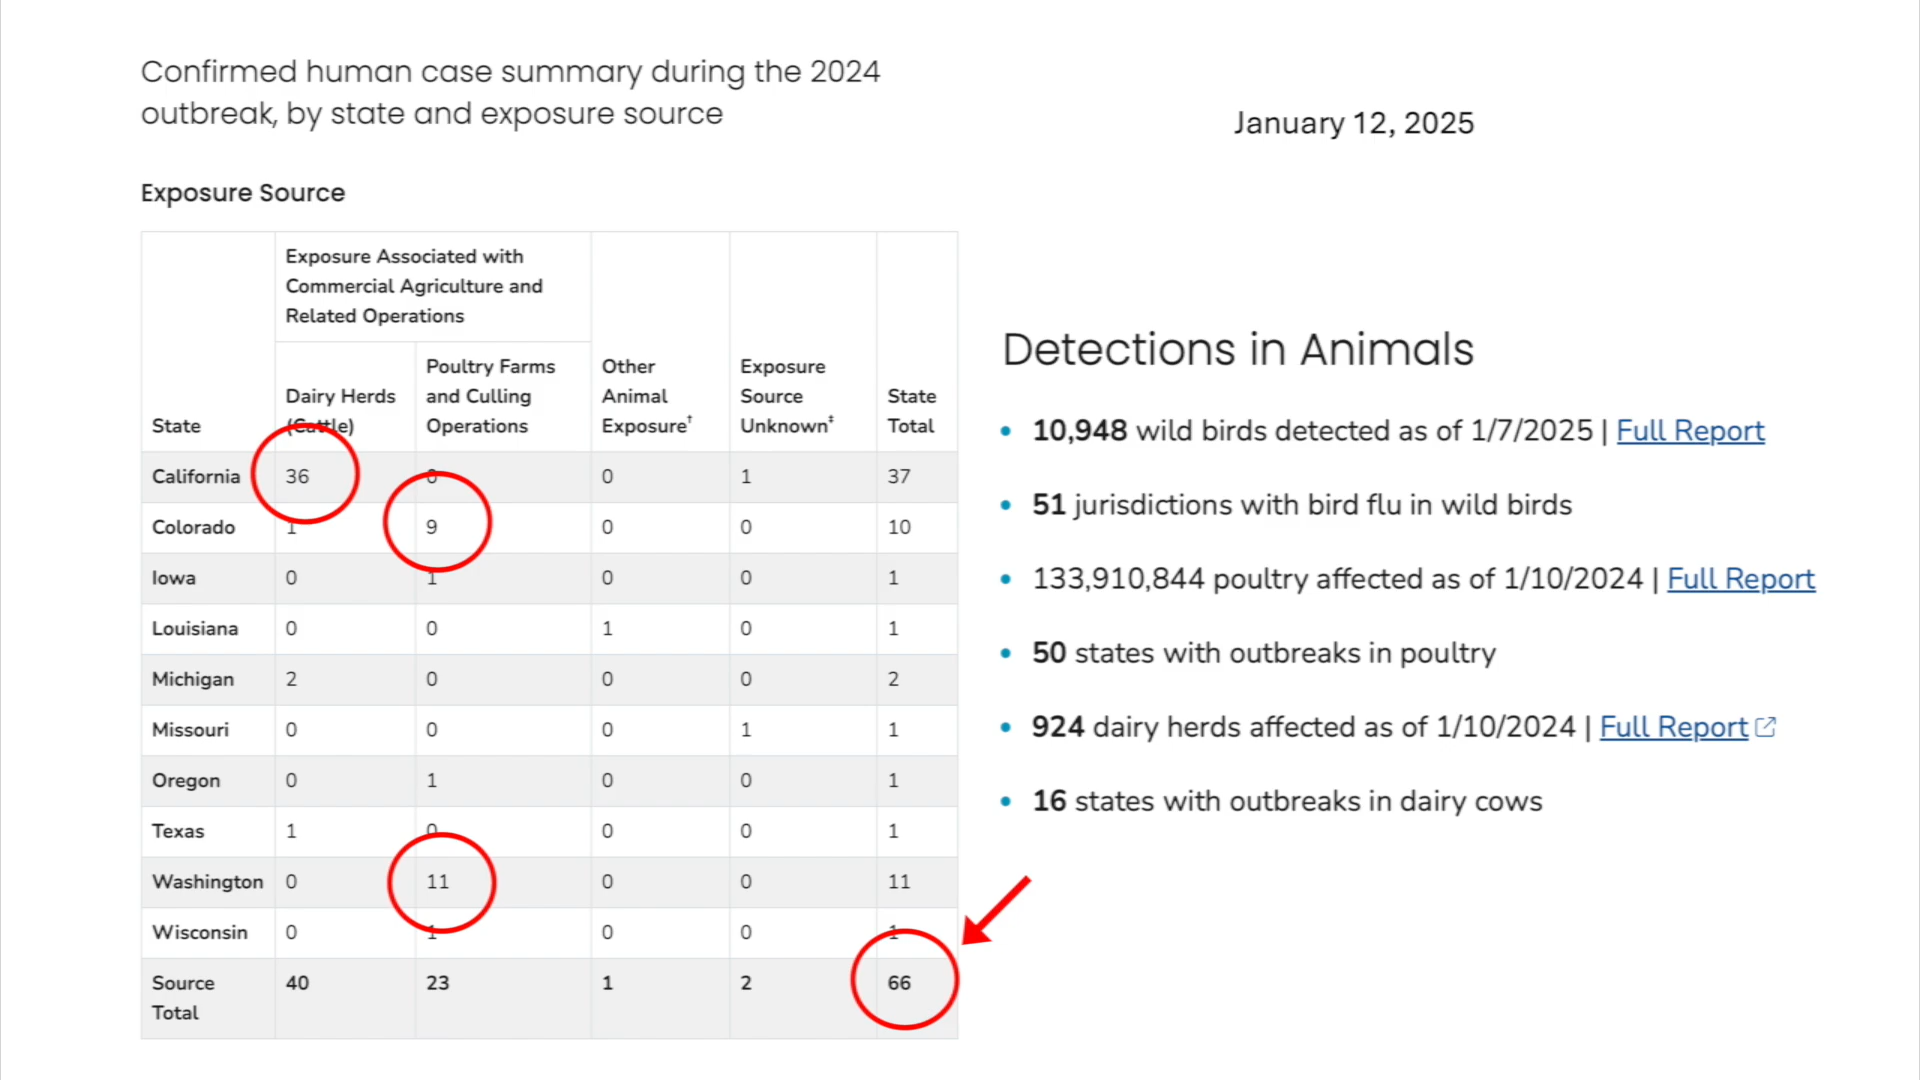 Confirmed human case summary during the 2024
outbreak, by state and exposure source
January 12, 2025
Exposure Source
Exposure Associated with
Commercial Agriculture and
Related Operations
State
Dairy Herds
(Cattle)
Poultry Farms
and Culling
Operations
Other
Animal
Exposure†
Exposure
Source
Unknown‡
State
Total
California 36 0 0 1 37
Colorado 1 9 0 0 10
Iowa 0 1 0 0 1
Louisiana 0 0 1 0 1
Michigan 2 0 0 0 2
Missouri 0 0 0 1 1
Oregon 0 1 0 0 1
Texas 1 0 0 0 1
Washington 0 11 0 0 11
Wisconsin 0 1 0 0 1
Source
Total
40 23 1 2 66
Detections in Animals
• 10,948 wild birds detected as of 1/7/2025 | Full Report
• 51 jurisdictions with bird flu in wild birds
• 133,910,844 poultry affected as of 1/10/2024 | Full Report
• 50 states with outbreaks in poultry
• 924 dairy herds affected as of 1/10/2024 | Full Report
• 16 states with outbreaks in dairy cows